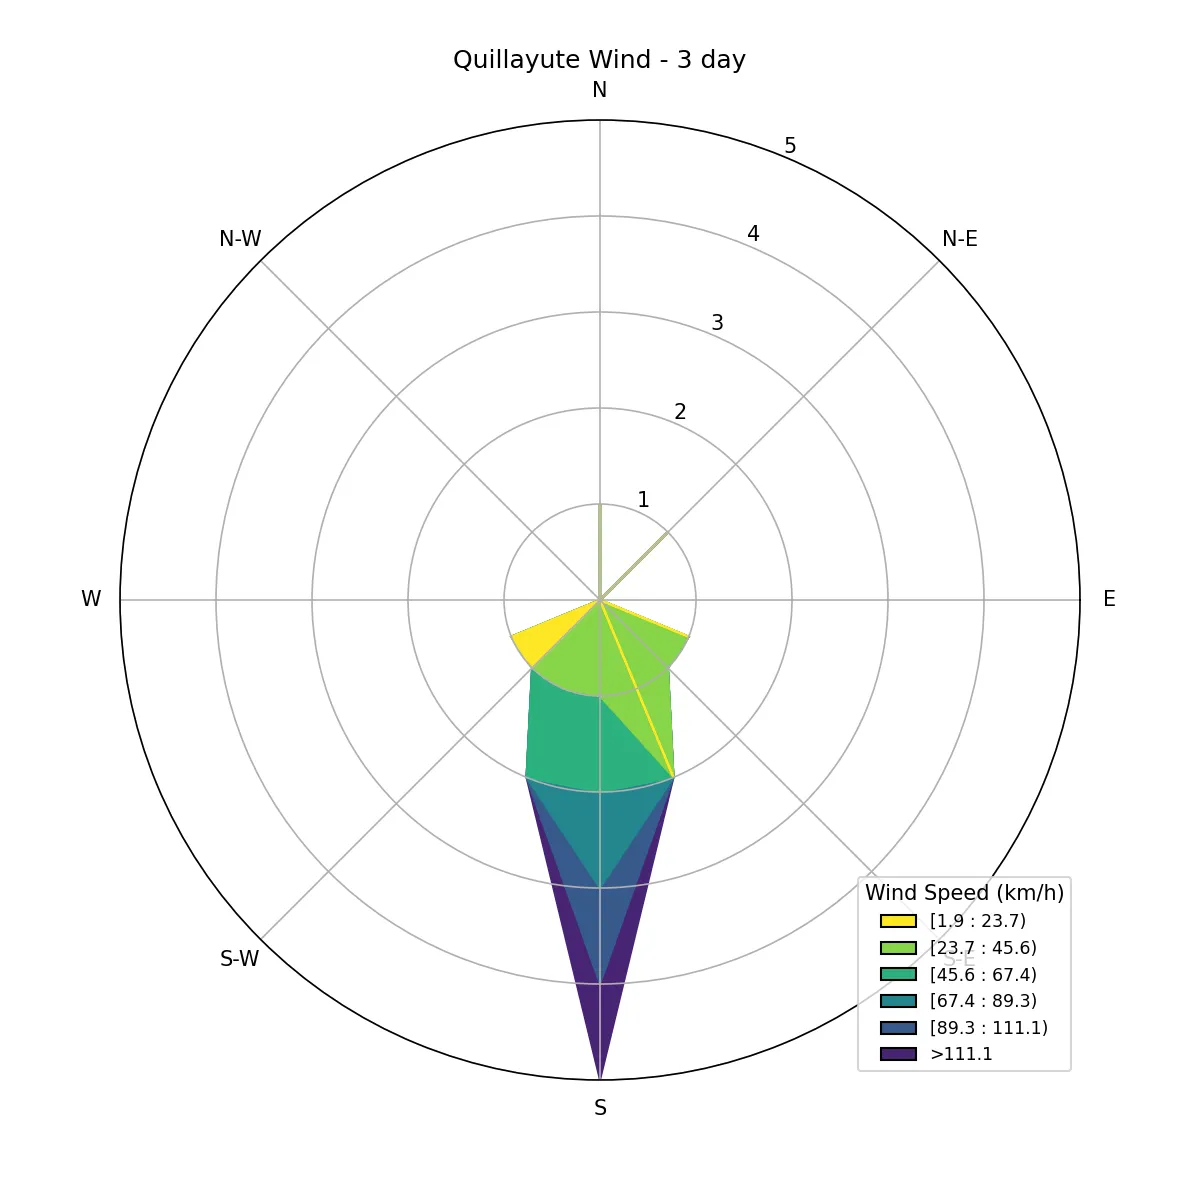 Quillayute Wind - 3 day
N
5
N-W
4
N-E
3
2
1
W
E
Wind Speed (km/h)
[1.9 : 23.7)
[23.7 : 45.6)
S-W
S-E
[45.6 : 67.4)
[67.4 : 89.3)
[89.3 : 111.1)
>111.1
S